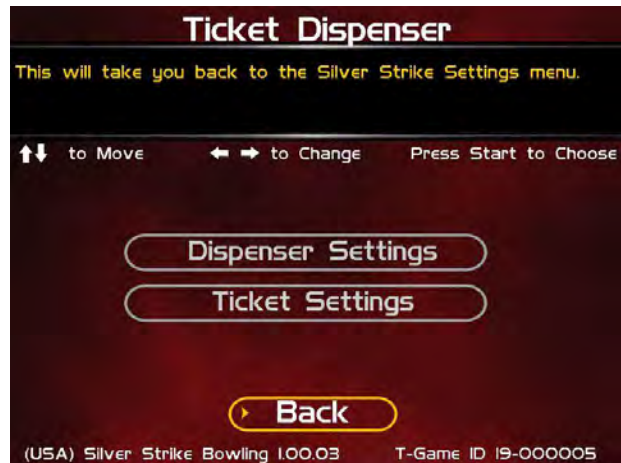 Ticket Dispenser
This will take you back to the Silver Strike Settings menu.
to Move to Change Press Start to Choose
Dispenser Settings
Ticket Settings
Back
(USA) Silver Strike Bowling 1.00.03 T-Game ID 19-000005